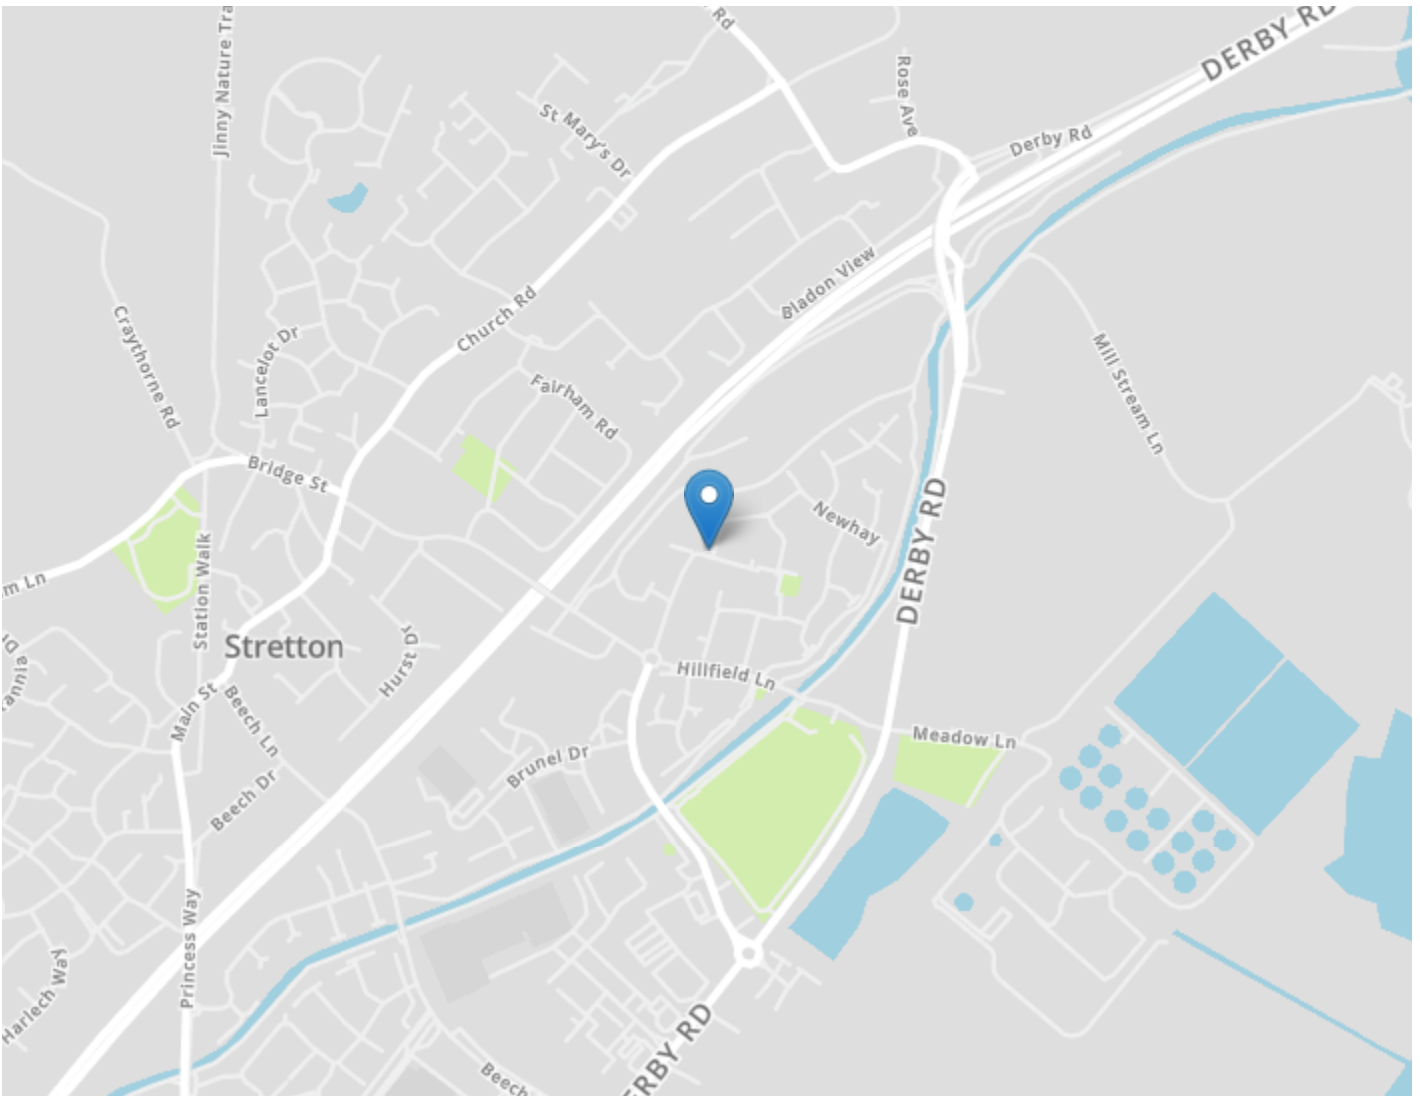 Rd
DERBY RD
Jinny Nature Tra
Rose Ave
St Mary's Dr
Derby Rd
Bladon View
Church Rd
Craythorne Rd
Lancelot Dr
Mill Stream Ln
Fairham Rd
Bridge St
Newhay
DERBY RD
m Ln
Station Walk
Stretton
Hurst Dr
Hillfield Ln
Main St
Beech Ln
Meadow Ln
Brunel Dr
Beech Dr
Princess Way
Harlech Way
ERBY RD
Beech